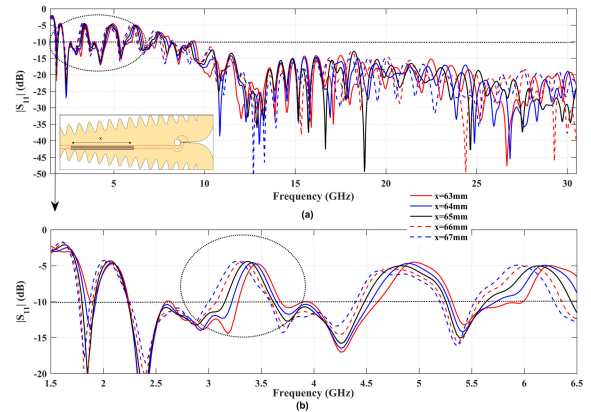 5
0
-5
-10
-15
-20
-25
-30
-35
-40
-45
-50
|S11| (dB)
x
5 10 15 20 25 30
Frequency (GHz)
(a)
x=63mm
x=64mm
x=65mm
x=66mm
x=67mm
0
-5
-10
-15
-20
|S11| (dB)
1.5 2 2.5 3 3.5 4 4.5 5 5.5 6 6.5
Frequency (GHz)
(b)